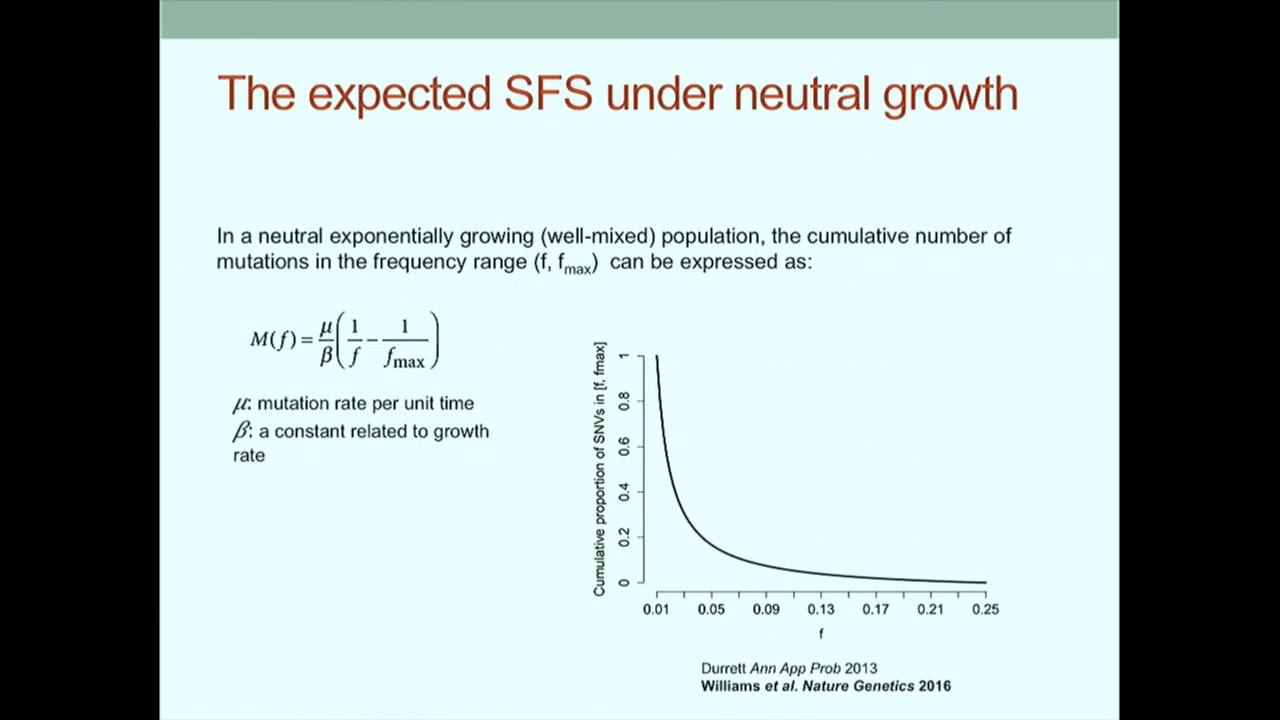 The expected SFS under neutral growth
In a neutral exponentially growing (well-mixed) population, the cumulative number of
mutations in the frequency range (f, fmax) can be expressed as:
M(f) = μ/β (1/f − 1/fmax)
μ: mutation rate per unit time
β: a constant related to growth
rate
Cumulative proportion of SNVs in [f, fmax]
1
0.8
0.6
0.4
0.2
0
0.01 0.05 0.09 0.13 0.17 0.21 0.25
f
Durrett Ann App Prob 2013
Williams et al. Nature Genetics 2016